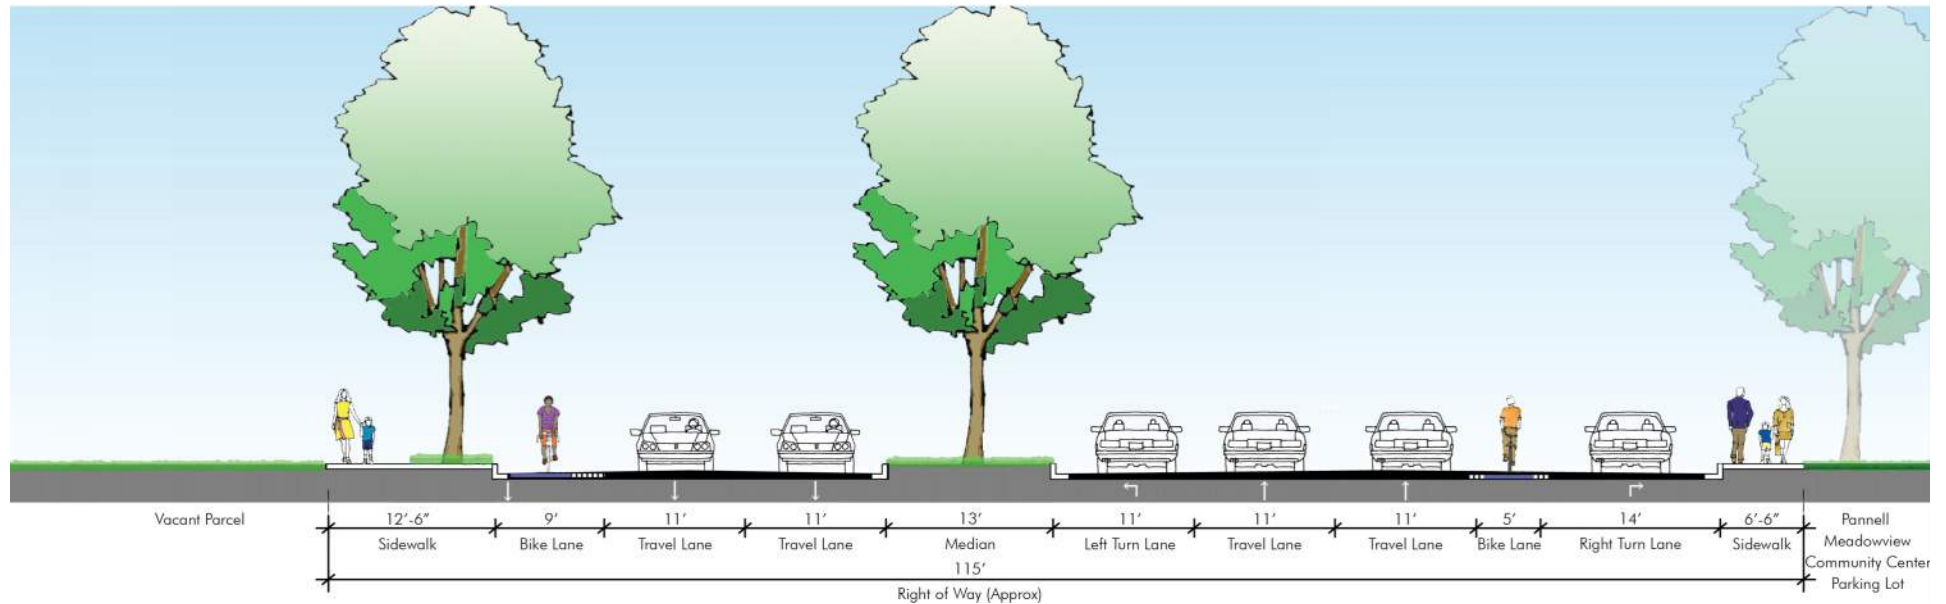 Vacant Parcel
12'-6" 9' 11' 11' 13' 11' 11' 11' 5' 14' 6'-6"
Sidewalk Bike Lane Travel Lane Travel Lane Median Left Turn Lane Travel Lane Travel Lane Bike Lane Right Turn Lane Sidewalk
115'
Right of Way (Approx)
Pannell
Meadowview
Community Center
Parking Lot